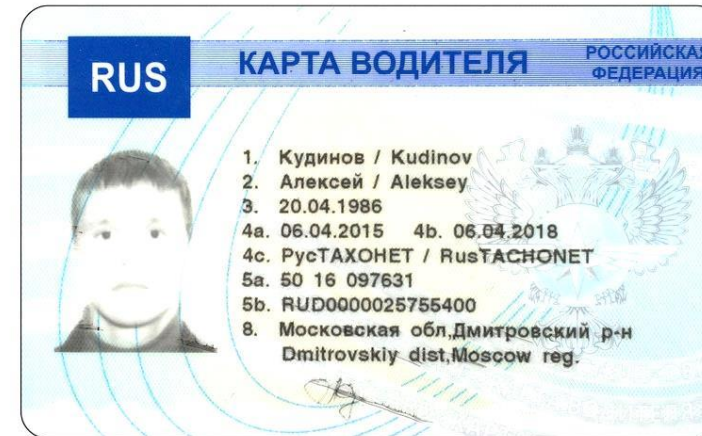 RUS
КАРТА ВОДИТЕЛЯ
РОССИЙСКАЯ
ФЕДЕРАЦИЯ
1. Кудинов / Kudinov
2. Алексей / Aleksey
3. 20.04.1986
4a. 06.04.2015 4b. 06.04.2018
4c. РусТАХОНЕТ / RusTACHONET
5a. 50 16 097631
5b. RUD0000025755400
8. Московская обл,Дмитровский р-н
Dmitrovskiy dist,Moscow reg.